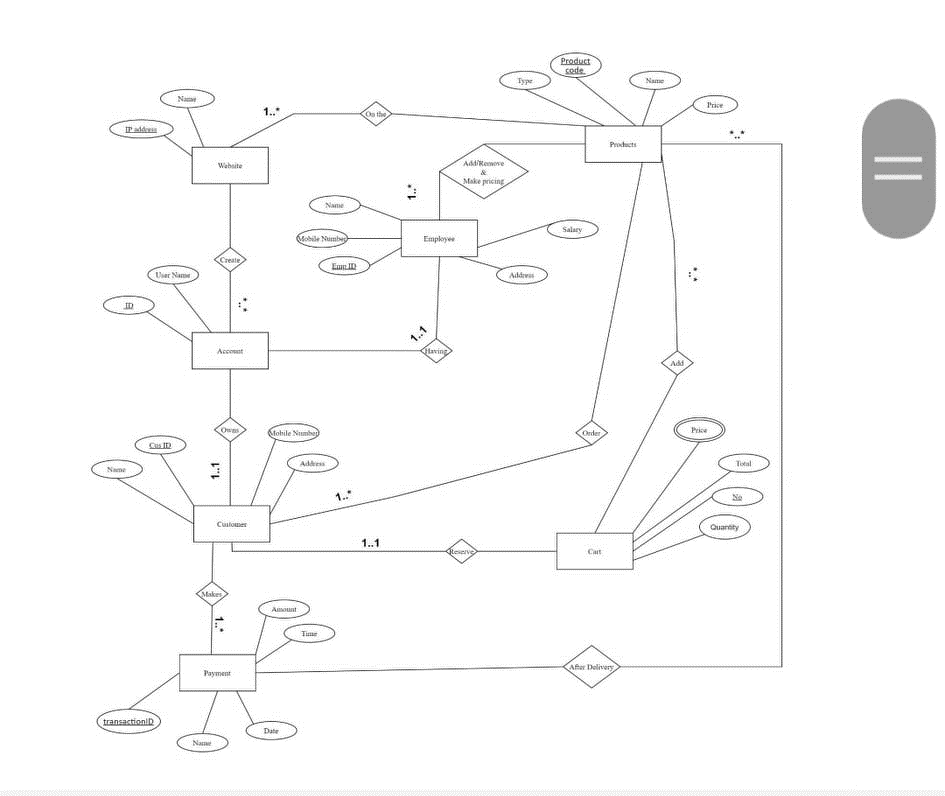 Product
code
Type
Name
Price
Name
1..*
On the
IP address
*..*
Products
Website
Add/Remove
&
Make pricing
1..*
Name
Mobile Number
Employee
Salary
Emp ID
Address
Create
User Name
ID
Account
1..1
Having
Add
Owns
Mobile Number
Order
Price
Cus ID
Name
Address
Total
1..1
1..*
No
Customer
Quantity
1..1
Reserve
Cart
Makes
1..*
Amount
Time
Payment
After Delivery
transactionID
Name
Date